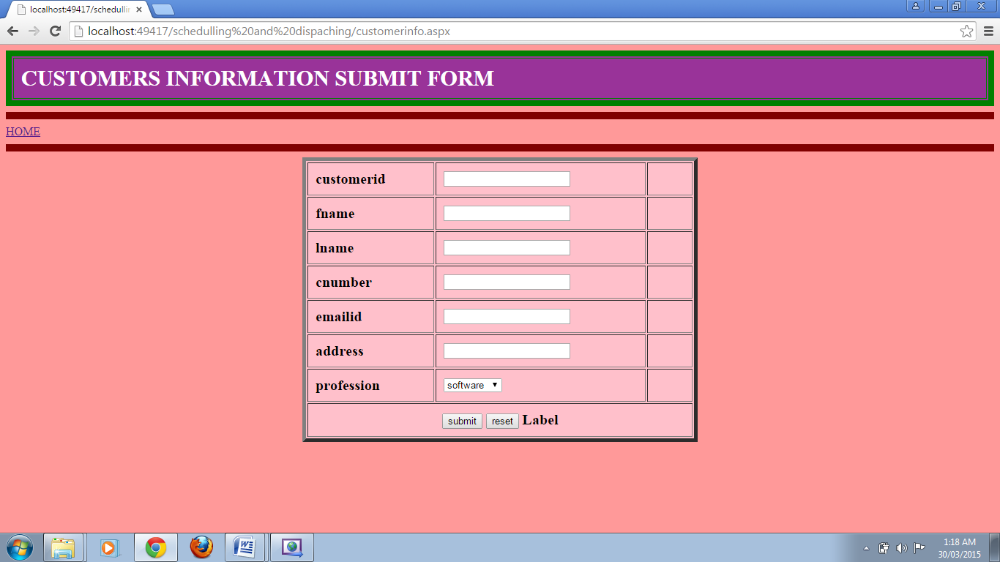 localhost:49417/schedullin
localhost:49417/schedulling%20and%20dispaching/customerinfo.aspx
CUSTOMERS INFORMATION SUBMIT FORM
HOME
customerid
fname
lname
cnumber
emailid
address
profession software
submit reset Label
1:18 AM
30/03/2015